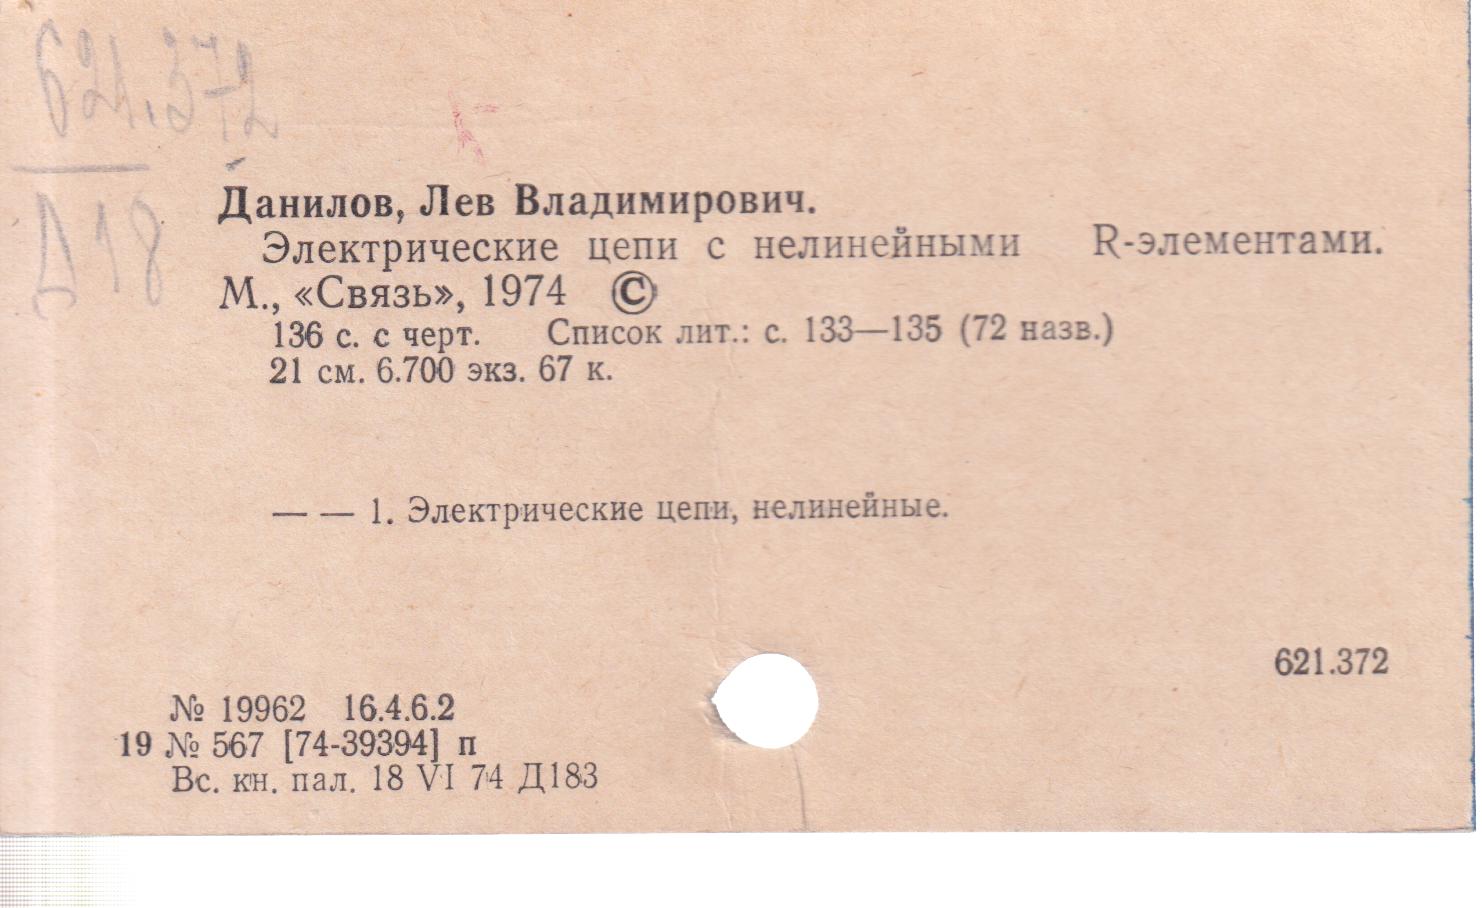 621.372
Д18
Данилов, Лев Владимирович.
Электрические цепи с нелинейными R-элементами.
М., «Связь», 1974 ©
136 с. с черт. Список лит.: с. 133—135 (72 назв.)
21 см. 6.700 экз. 67 к.
— — 1. Электрические цепи, нелинейные.
621.372
№ 19962 16.4.6.2
19 № 567 [74-39394] п
Вс. кн. пал. 18 VI 74 Д183